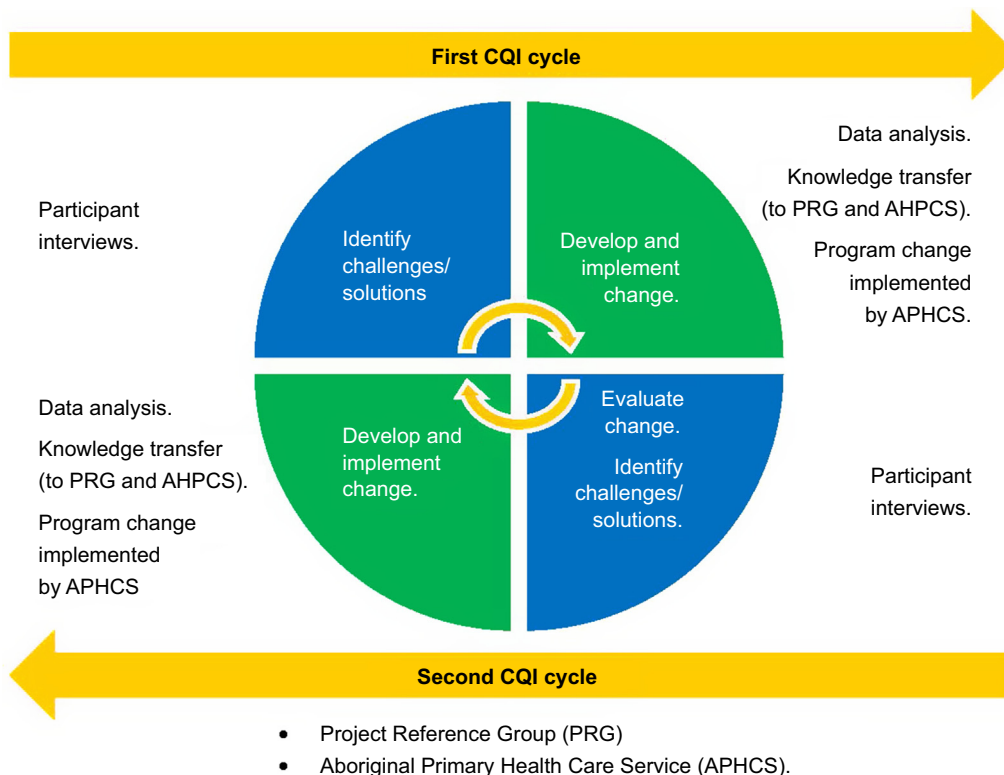 First CQI cycle
Participant
interviews.
Identify
challenges/
solutions
Develop and
implement
change.
Data analysis.
Knowledge transfer
(to PRG and AHPCS).
Program change
implemented
by APHCS.
Data analysis.
Knowledge transfer
(to PRG and AHPCS).
Program change
implemented
by APHCS
Develop and
implement
change.
Evaluate
change.
Identify
challenges/
solutions.
Participant
interviews.
Second CQI cycle
• Project Reference Group (PRG)
• Aboriginal Primary Health Care Service (APHCS).